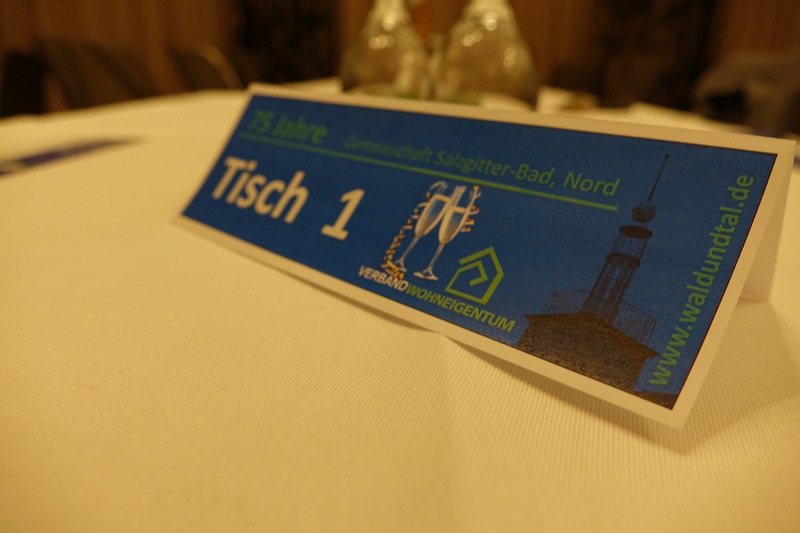 75 Jahre
Gemeinschaft Salzgitter-Bad, Nord
Tisch 1
VERBANDWOHNEIGENTUM
www.waldundtal.de